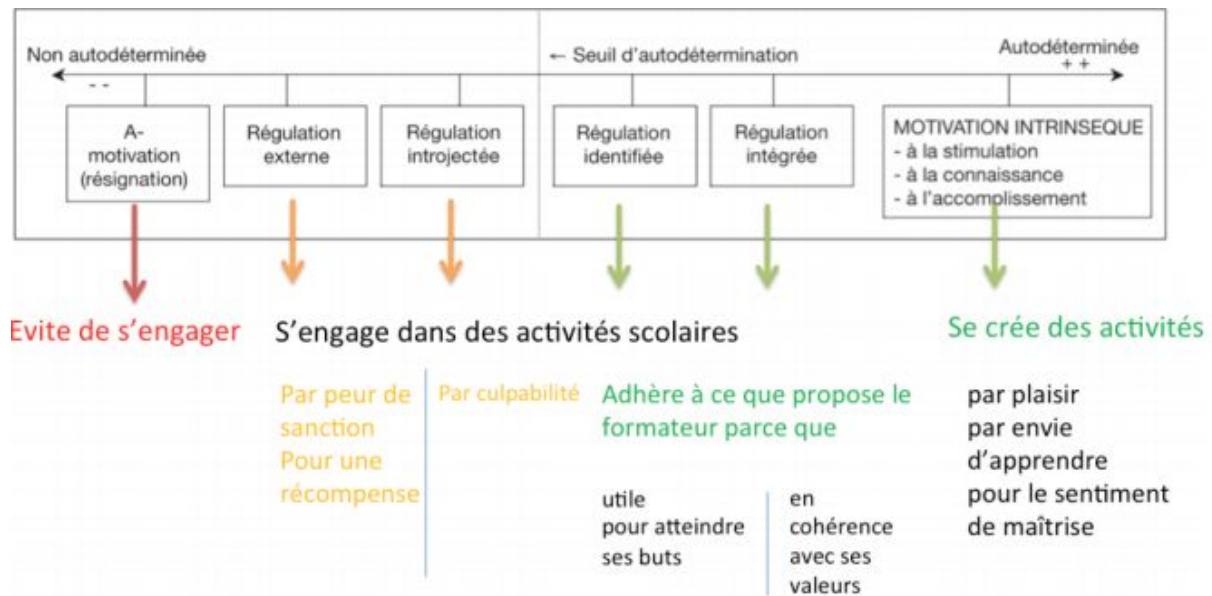 Non autodéterminée
← Seuil d'autodétermination
Autodéterminée
- -
+ +
A-
motivation
(résignation)
Régulation
externe
Régulation
introjectée
Régulation
identifiée
Régulation
intégrée
MOTIVATION INTRINSEQUE
- à la stimulation
- à la connaissance
- à l'accomplissement
Evite de s'engager
S'engage dans des activités scolaires
Se crée des activités
Par peur de
sanction
Pour une
récompense
Par culpabilité
Adhère à ce que propose le
formateur parce que
utile
pour atteindre
ses buts
en
cohérence
avec ses
valeurs
par plaisir
par envie
d'apprendre
pour le sentiment
de maîtrise